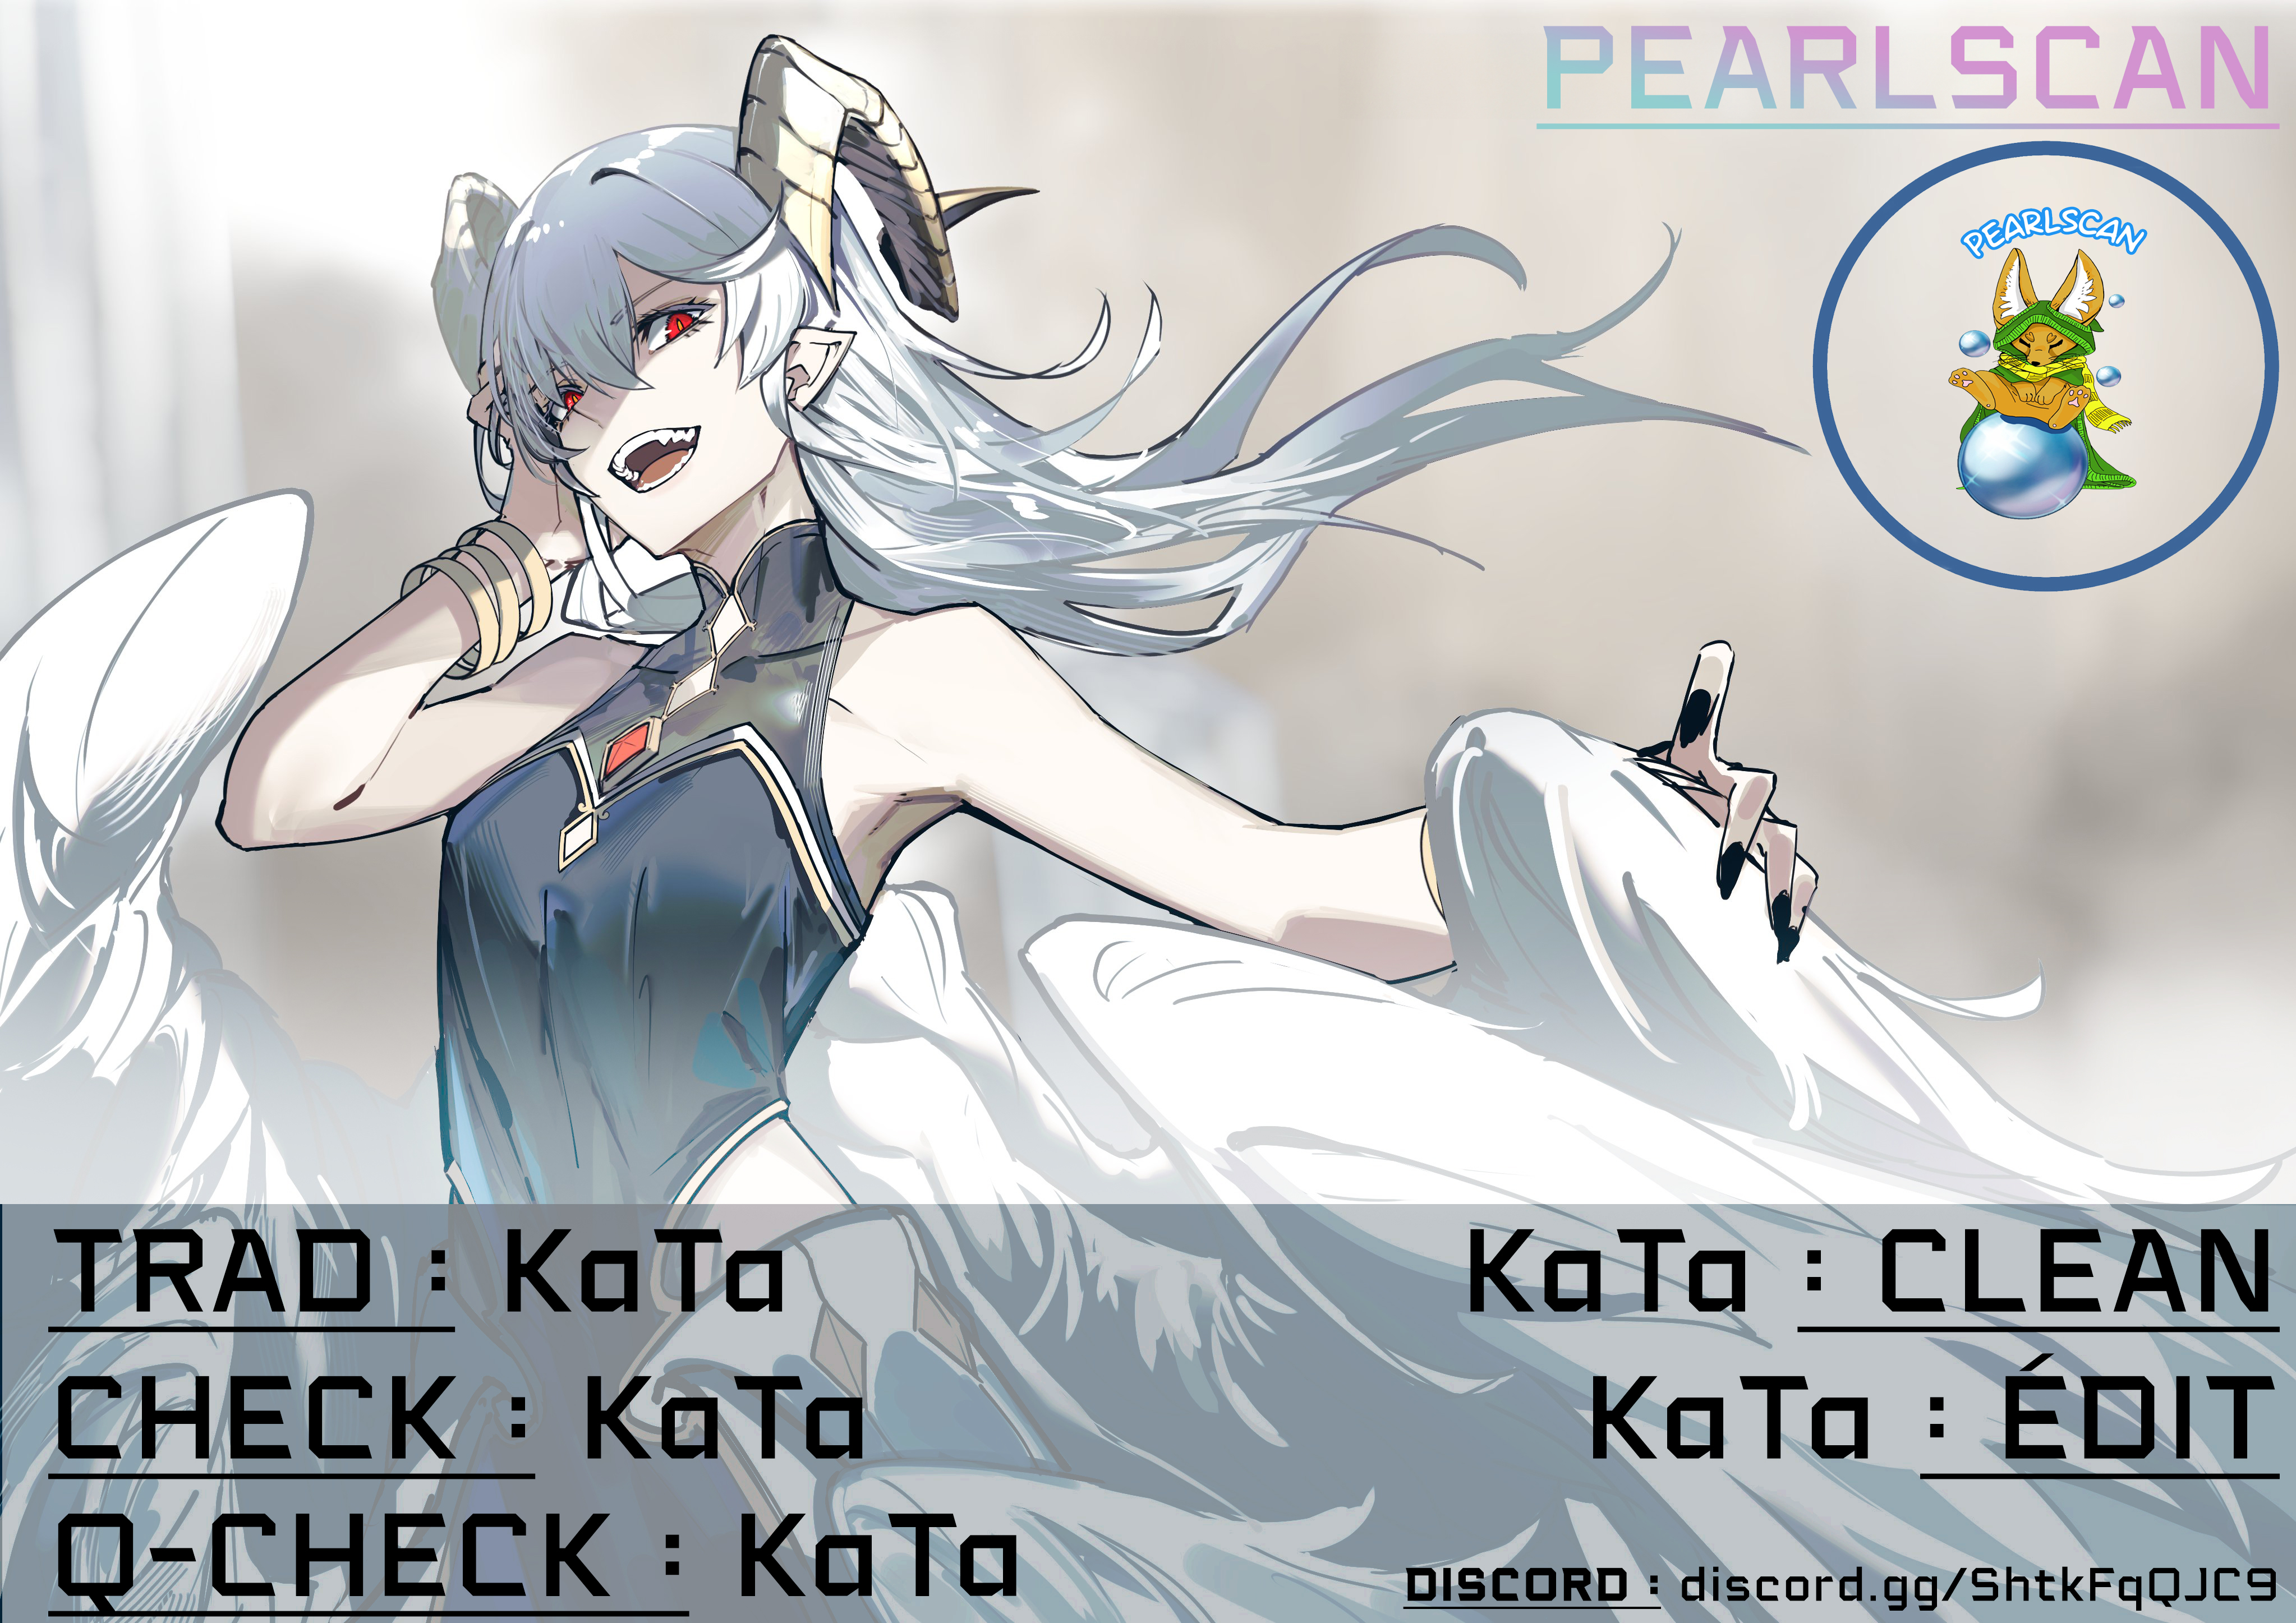 PEARLSCAN
PEARLSCAN
TRAD : KaTa
KaTa : CLEAN
CHECK : KaTa
KaTa : ÉDIT
Q-CHECK : KaTa
DISCORD : discord.gg/ShtkFqQJC9